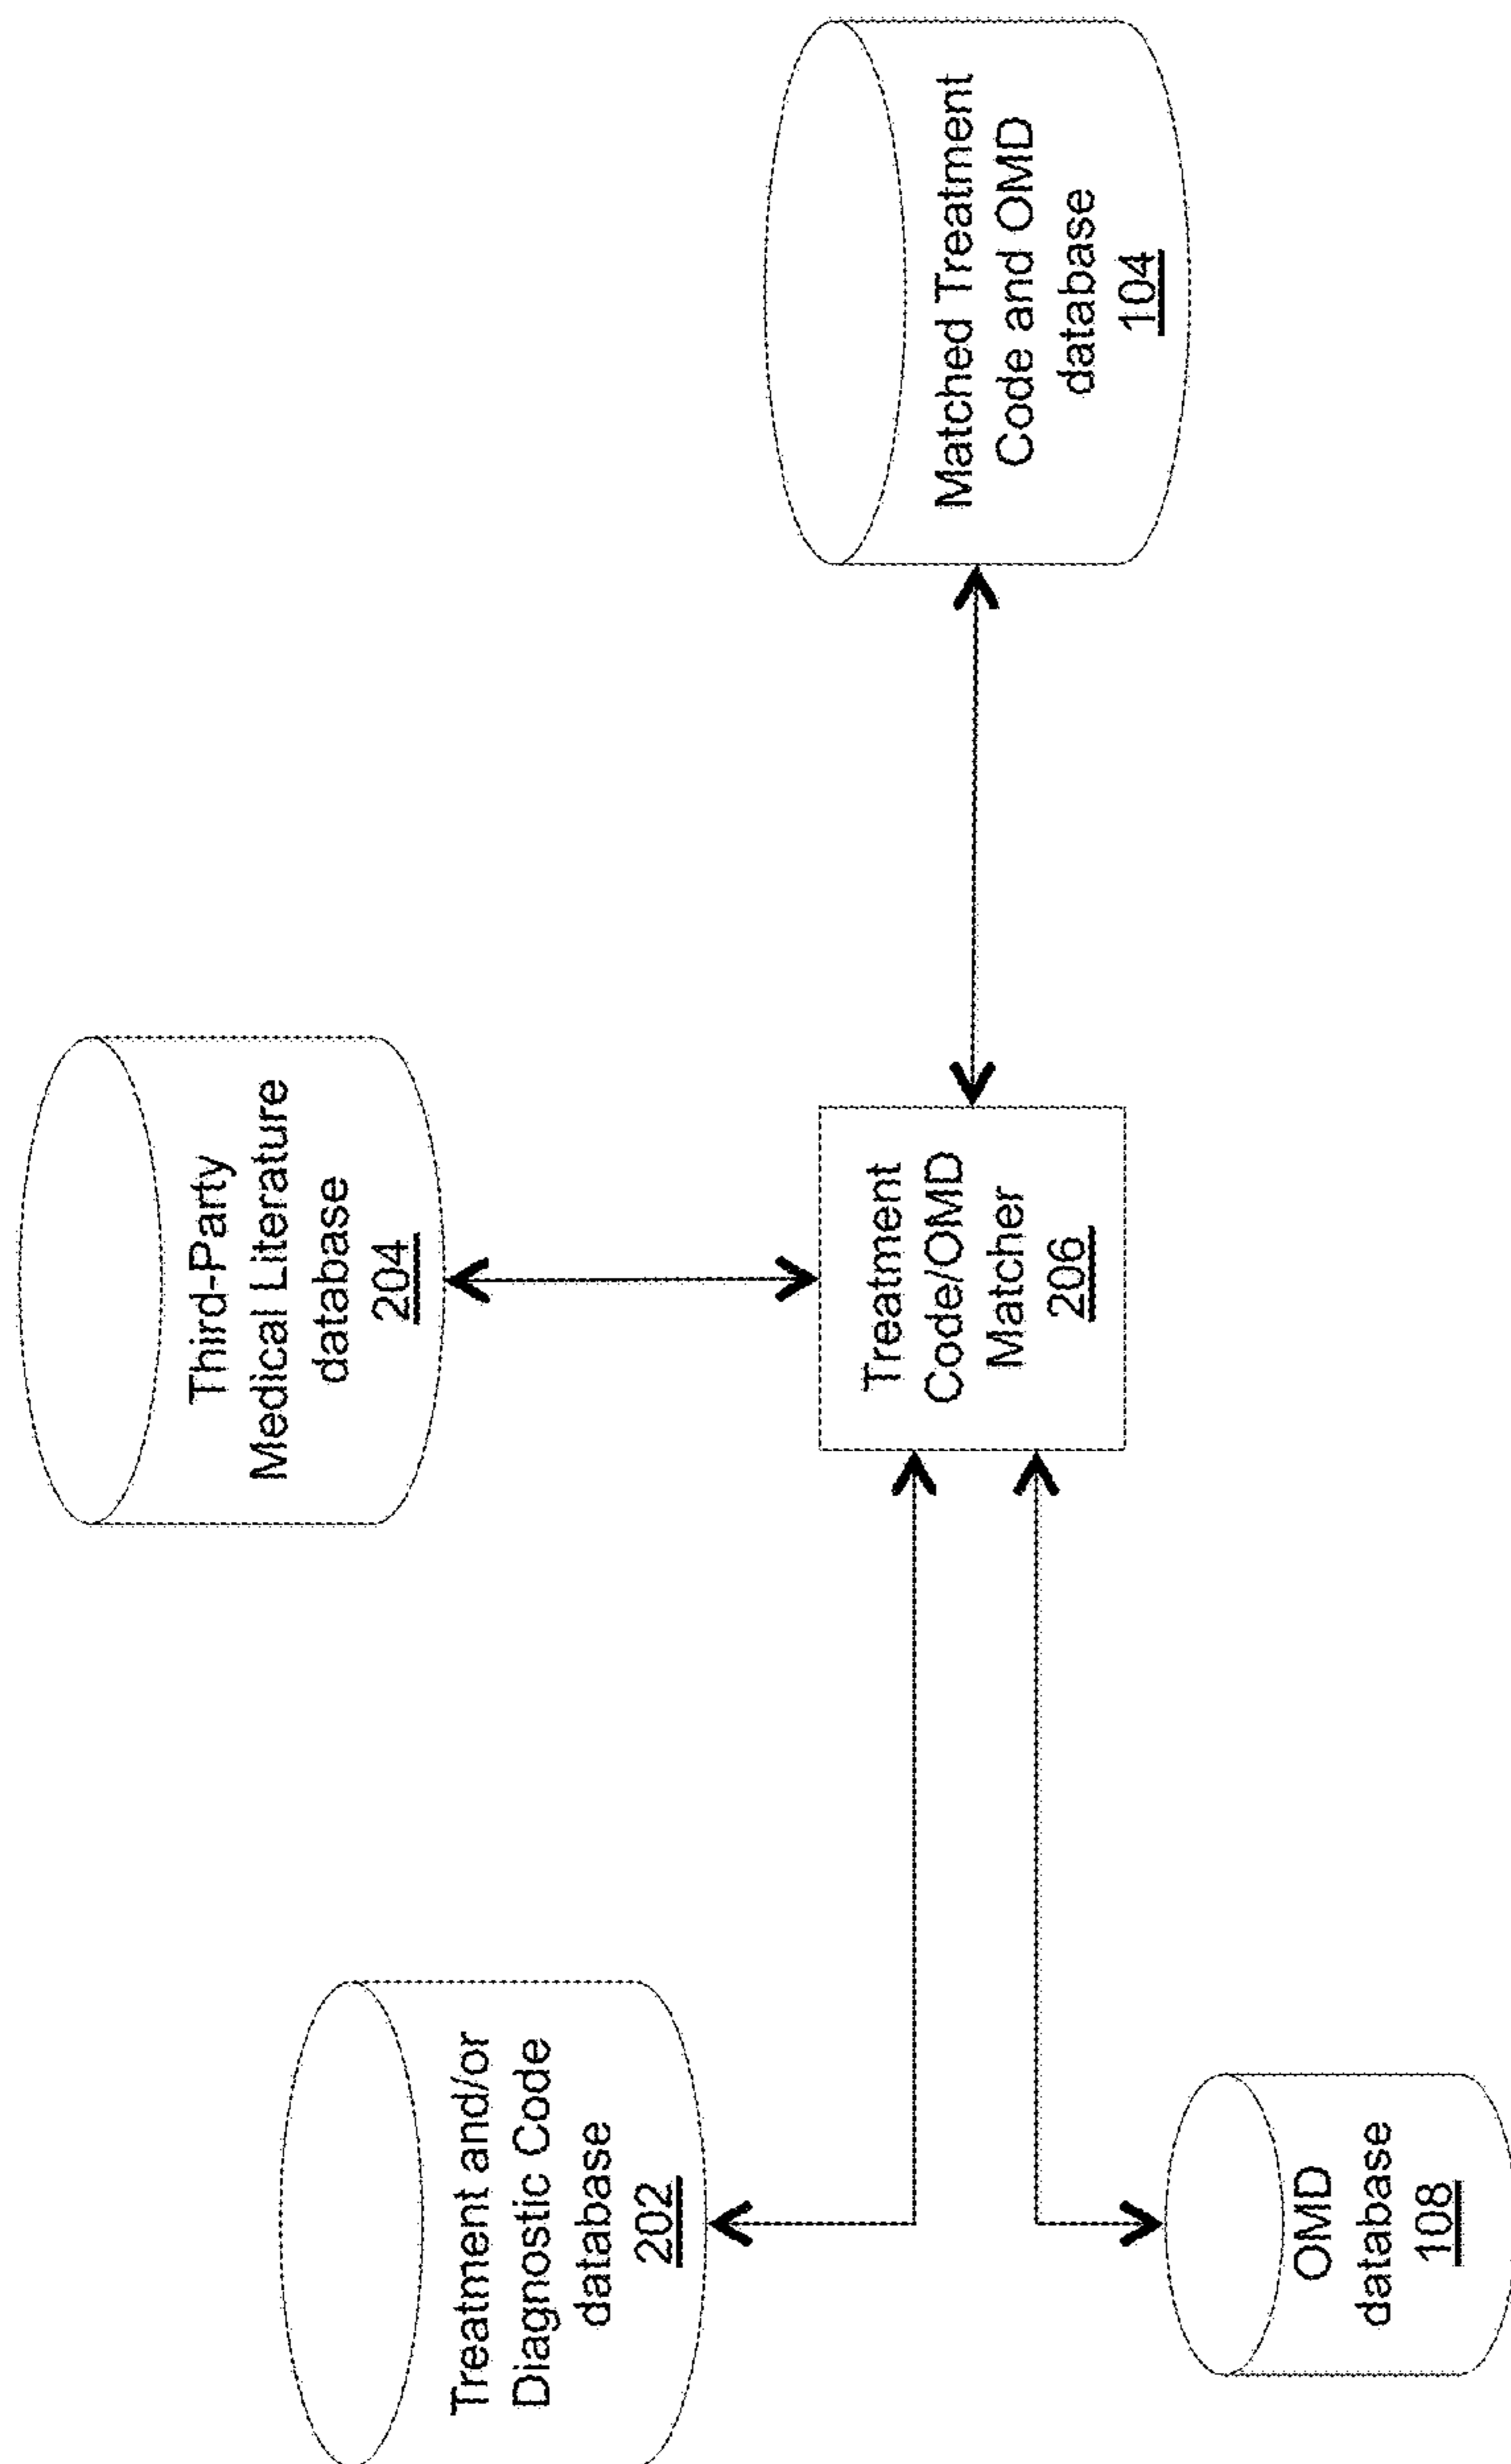 Third-Party
Medical Literature
database
204
Treatment and/or
Diagnostic Code
database
202
Treatment
Code/OMD
Matcher
206
Matched Treatment
Code and OMD
database
104
OMD
database
108